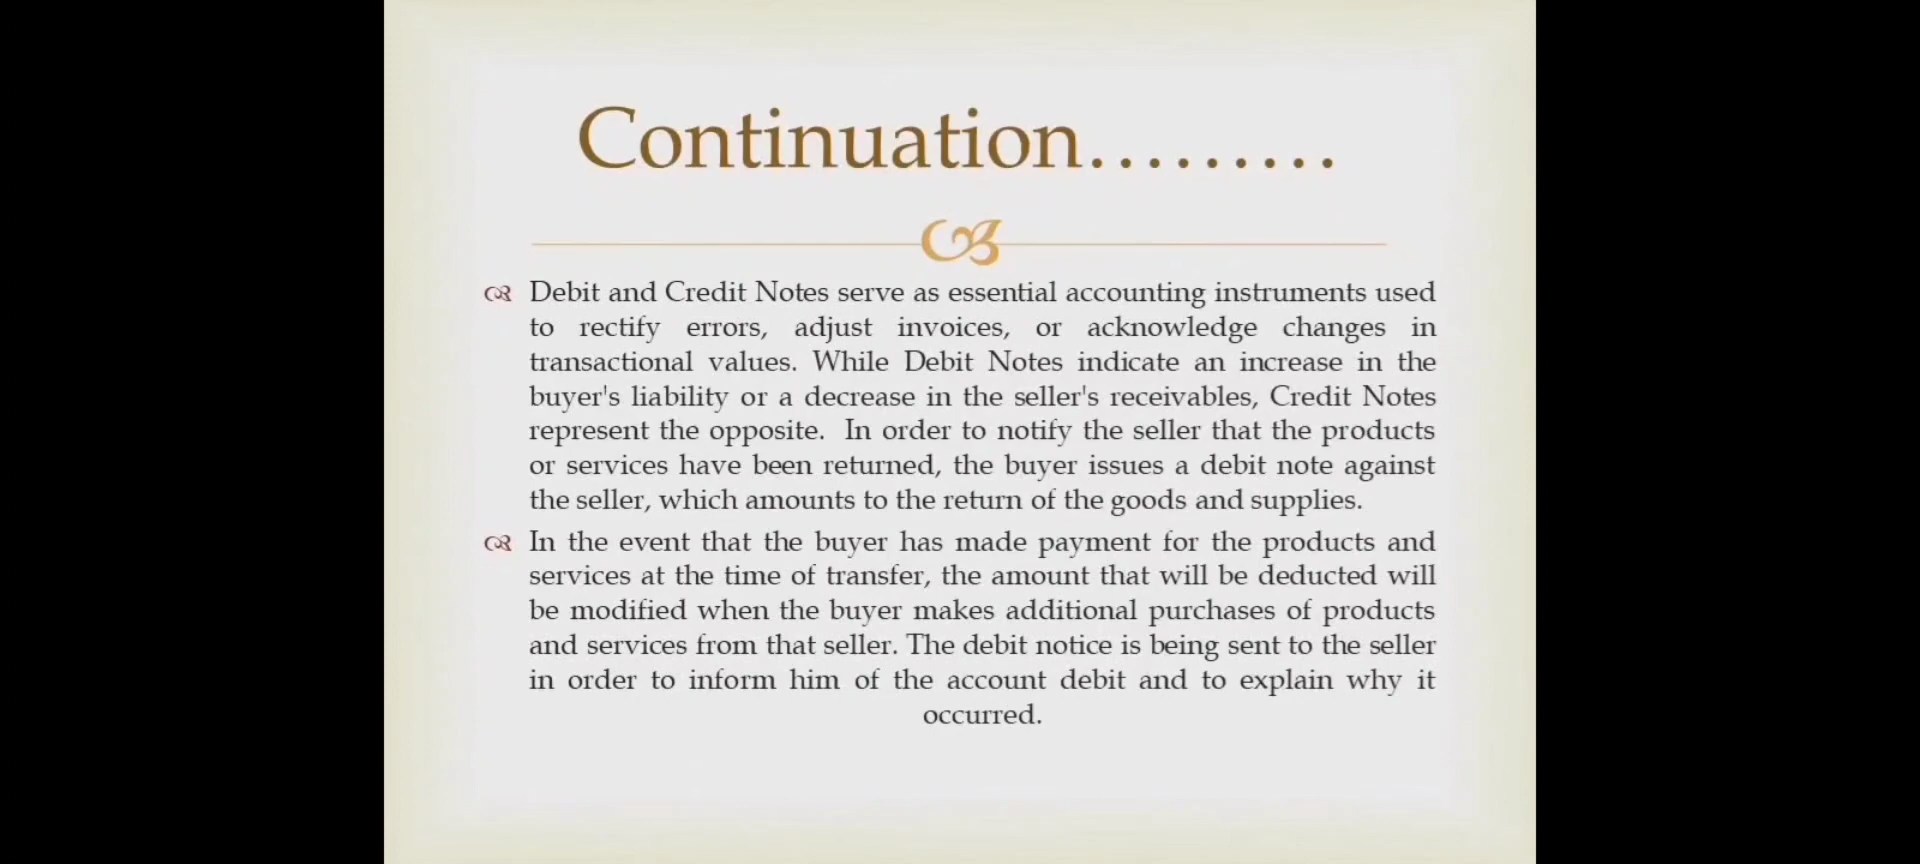 Continuation.........
Debit and Credit Notes serve as essential accounting instruments used
to rectify errors, adjust invoices, or acknowledge changes in
transactional values. While Debit Notes indicate an increase in the
buyer's liability or a decrease in the seller's receivables, Credit Notes
represent the opposite.  In order to notify the seller that the products
or services have been returned, the buyer issues a debit note against
the seller, which amounts to the return of the goods and supplies.
In the event that the buyer has made payment for the products and
services at the time of transfer, the amount that will be deducted will
be modified when the buyer makes additional purchases of products
and services from that seller. The debit notice is being sent to the seller
in order to inform him of the account debit and to explain why it
occurred.